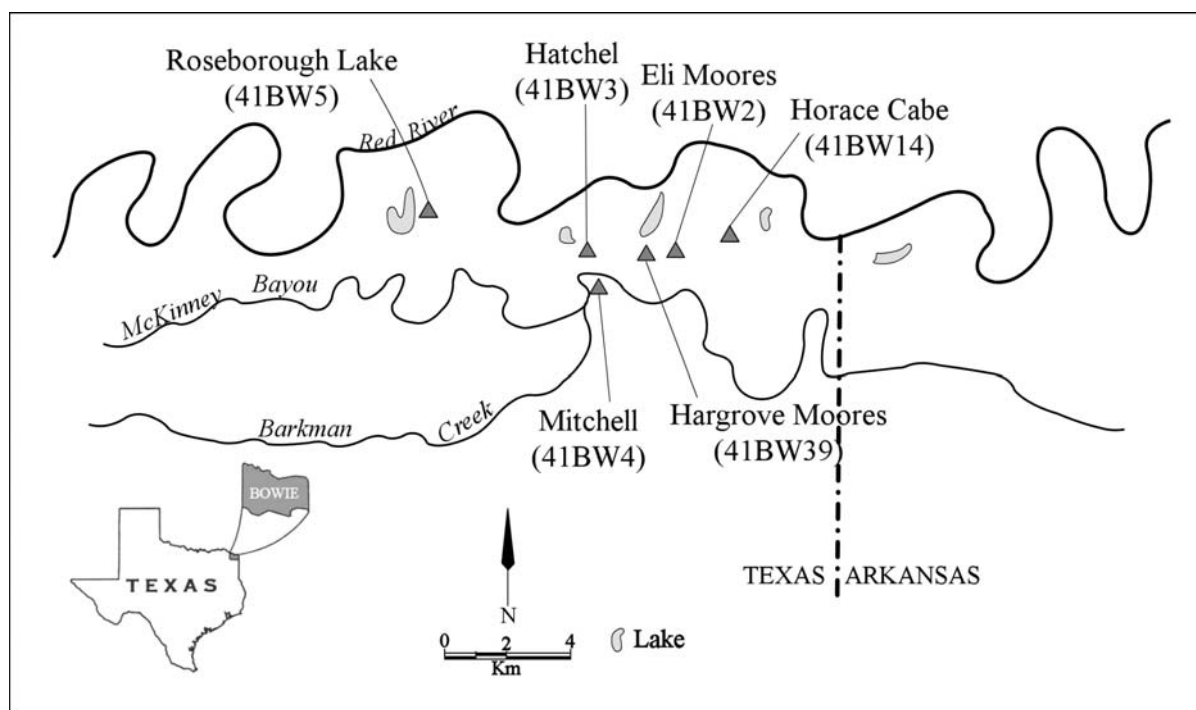 Roseborough Lake
(41BW5)
Hatchel
(41BW3)
Eli Moores
(41BW2)
Horace Cabe
(41BW14)
Red River
McKinney Bayou
Barkman Creek
Mitchell
(41BW4)
Hargrove Moores
(41BW39)
BOWIE
TEXAS
TEXAS ARKANSAS
N
0 2 4
Km
Lake